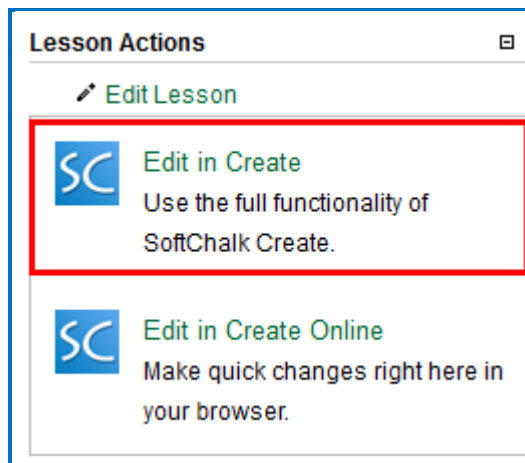 Lesson Actions
Edit Lesson
SC
Edit in Create
Use the full functionality of
SoftChalk Create.
SC
Edit in Create Online
Make quick changes right here in
your browser.